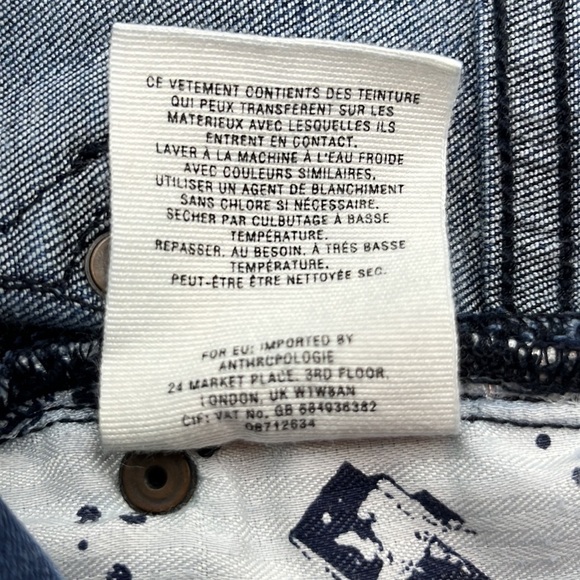 CE VETEMENT CONTIENTS DES TEINTURE
QUI PEUX TRANSFERENT SUR LES
MATERIEUX AVEC LESQUELLES ILS
ENTRENT EN CONTACT.
LAVER À LA MACHINE À L'EAU FROIDE
AVEC COULEURS SIMILAIRES,
UTILISER UN AGENT DE BLANCHIMENT
SANS CHLORE SI NÉCESSAIRE.
SECHER PAR CULBUTAGE À BASSE
TEMPÉRATURE.
REPASSER, AU BESOIN, À TRÈS BASSE
TEMPÉRATURE.
PEUT-ÊTRE ÊTRE NETTOYÉE SEC.
FOR EU: IMPORTED BY
ANTHROPOLOGIE
24 MARKET PLACE, 3RD FLOOR,
LONDON, UK W1W8AN
CIF: VAT No. GB 684936382
08712634